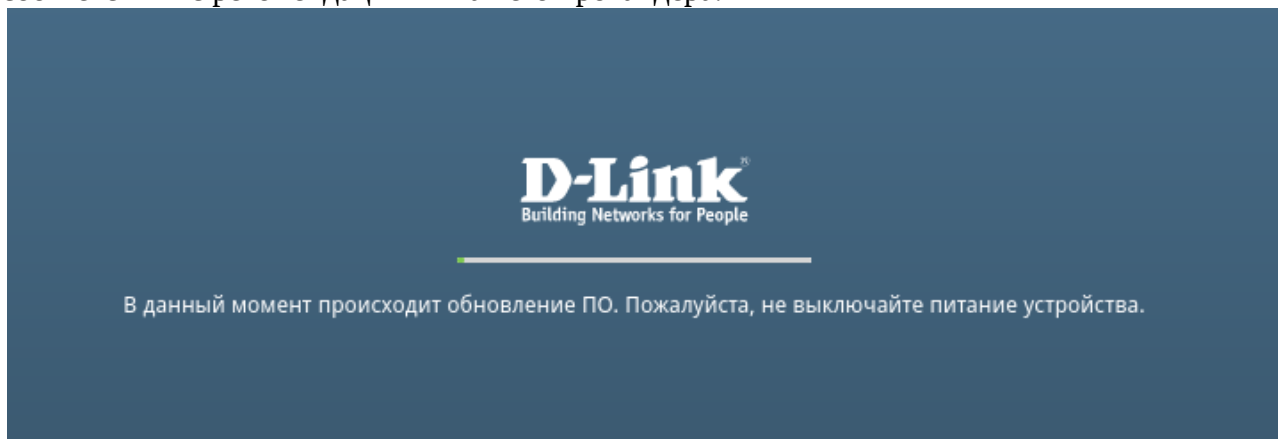 D-Link®
Building Networks for People
В данный момент происходит обновление ПО. Пожалуйста, не выключайте питание устройства.